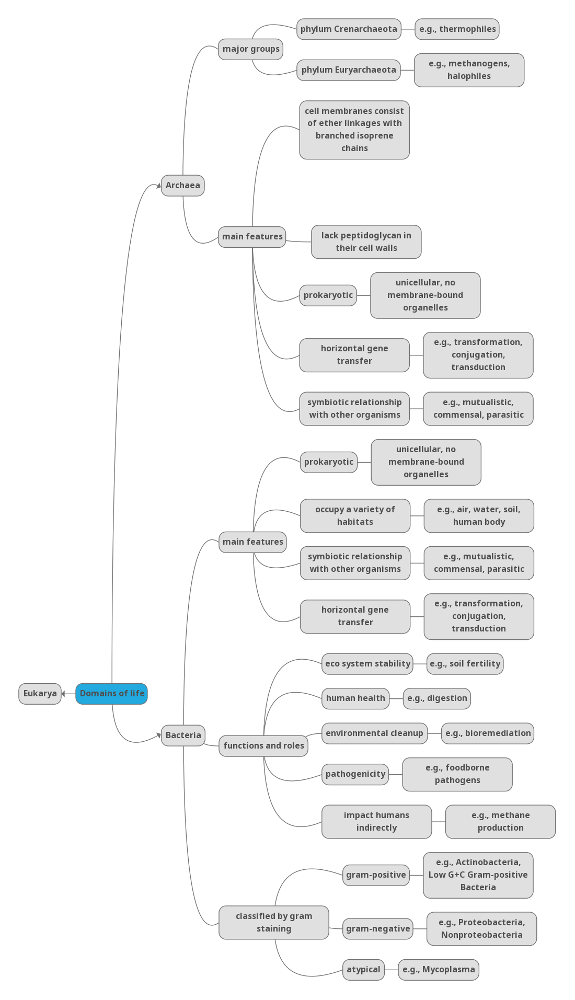 phylum Crenarchaeota
e.g., thermophiles
major groups
phylum Euryarchaeota
e.g., methanogens,
halophiles
cell membranes consist
of ether linkages with
branched isoprene
chains
Archaea
main features
lack peptidoglycan in
their cell walls
prokaryotic
unicellular, no
membrane-bound
organelles
horizontal gene
transfer
e.g., transformation,
conjugation,
transduction
symbiotic relationship
with other organisms
e.g., mutualistic,
commensal, parasitic
prokaryotic
unicellular, no
membrane-bound
organelles
occupy a variety of
habitats
e.g., air, water, soil,
human body
main features
symbiotic relationship
with other organisms
e.g., mutualistic,
commensal, parasitic
horizontal gene
transfer
e.g., transformation,
conjugation,
transduction
eco system stability
e.g., soil fertility
Eukarya
Domains of life
human health
e.g., digestion
Bacteria
functions and roles
environmental cleanup
e.g., bioremediation
pathogenicity
e.g., foodborne
pathogens
impact humans
indirectly
e.g., methane
production
gram-positive
e.g., Actinobacteria,
Low G+C Gram-positive
Bacteria
classified by gram
staining
gram-negative
e.g., Proteobacteria,
Nonproteobacteria
atypical
e.g., Mycoplasma